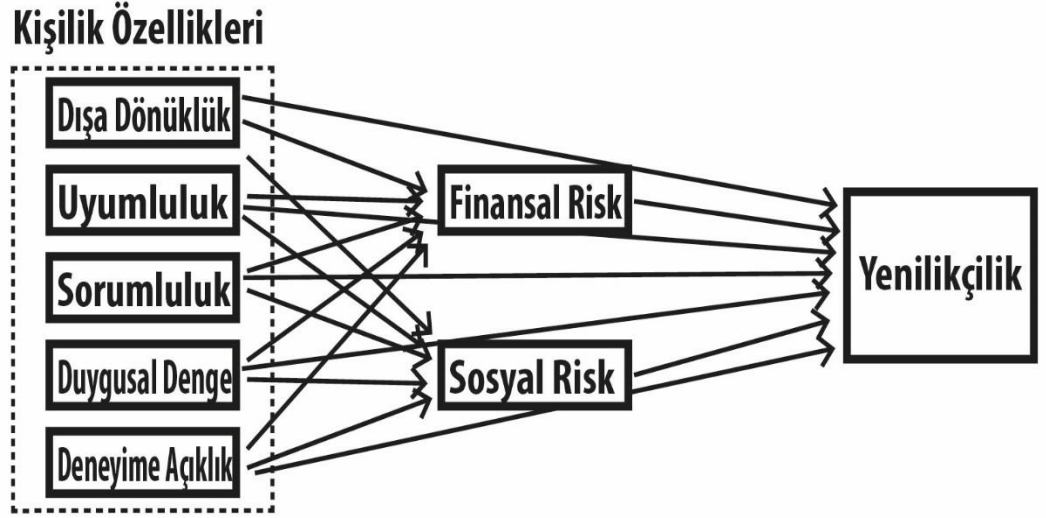 Kişilik Özellikleri
Dışa Dönüklük
Uyumluluk
Sorumluluk
Duygusal Denge
Deneyime Açıklık
Finansal Risk
Sosyal Risk
Yenilikçilik